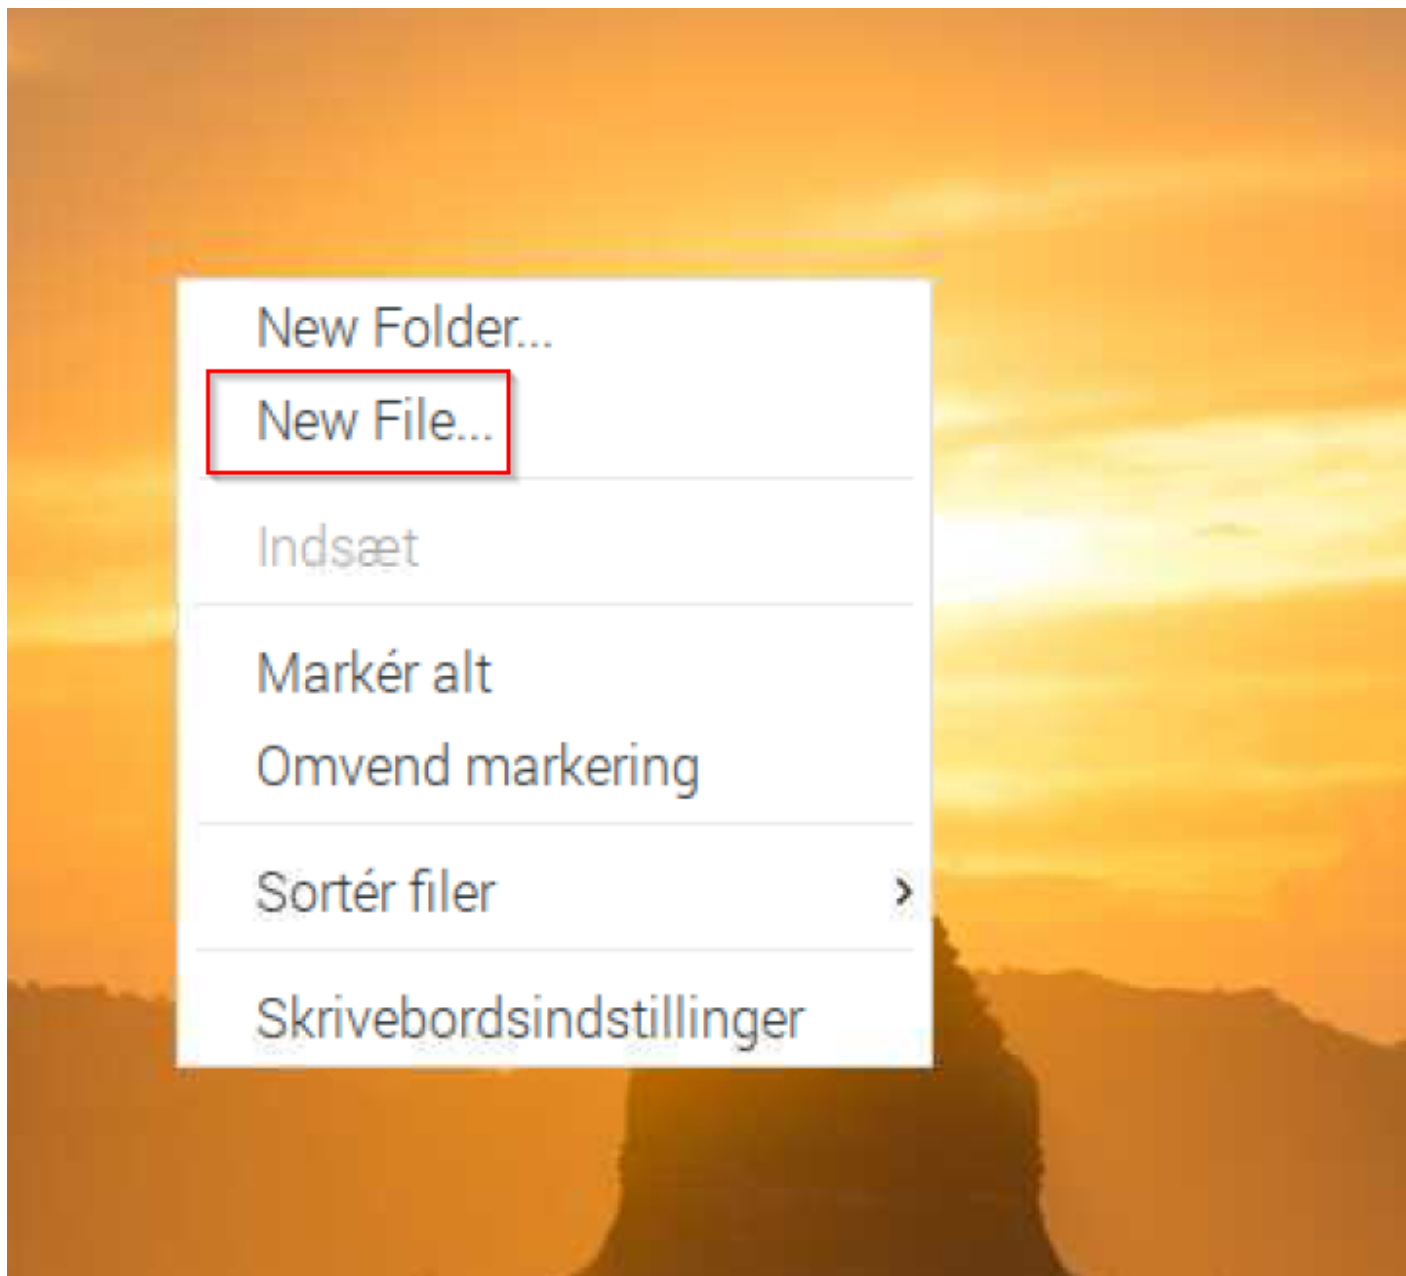 New Folder...
New File...
Indsæt
Markér alt
Omvend markering
Sortér filer
Skrivebordsindstillinger